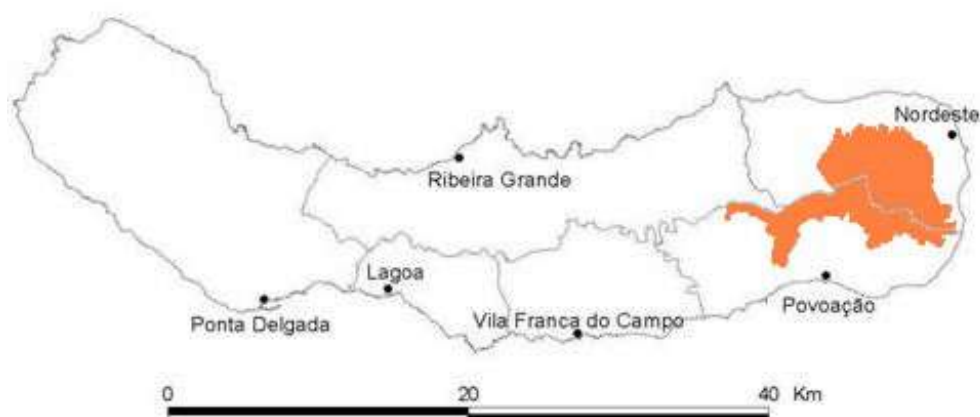 Nordeste
Ribeira Grande
Lagoa
Ponta Delgada
Vila Franca do Campo
Povoação
0 20 40 Km